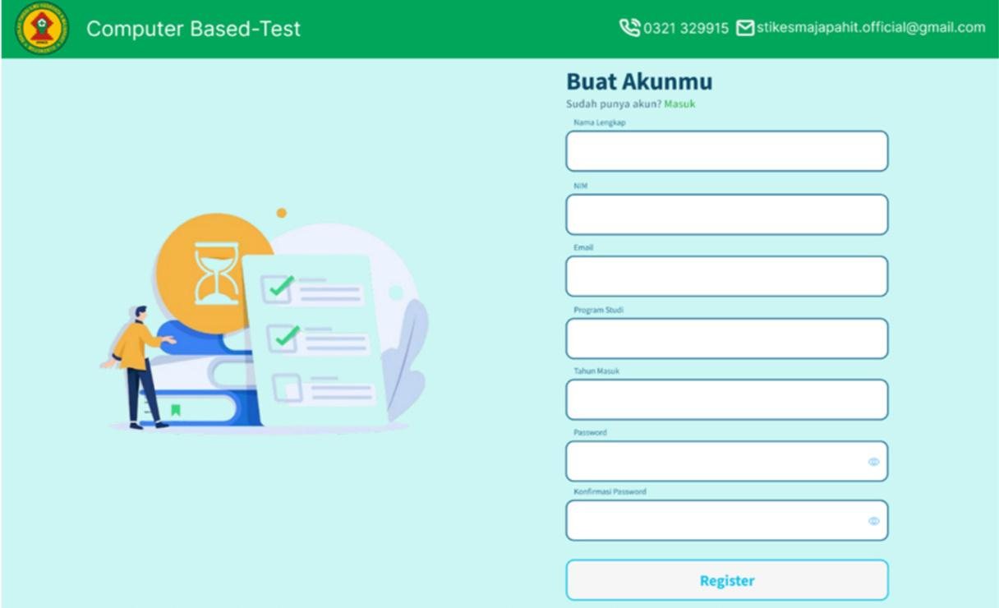 Computer Based-Test
0321 329915 stikesmajapahit.official@gmail.com
Buat Akunmu
Sudah punya akun? Masuk
Nama Lengkap
NIM
Email
Program Studi
Tahun Masuk
Password
Konfirmasi Password
Register